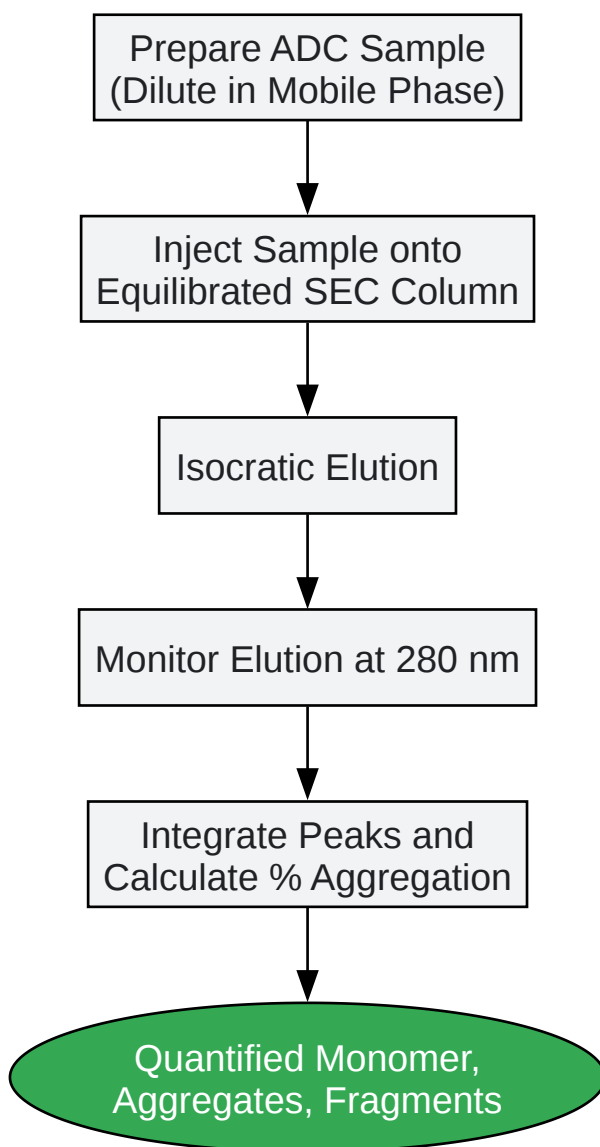 Prepare ADC Sample
(Dilute in Mobile Phase)
Inject Sample onto
Equilibrated SEC Column
Isocratic Elution
Monitor Elution at 280 nm
Integrate Peaks and
Calculate % Aggregation
Quantified Monomer,
Aggregates, Fragments